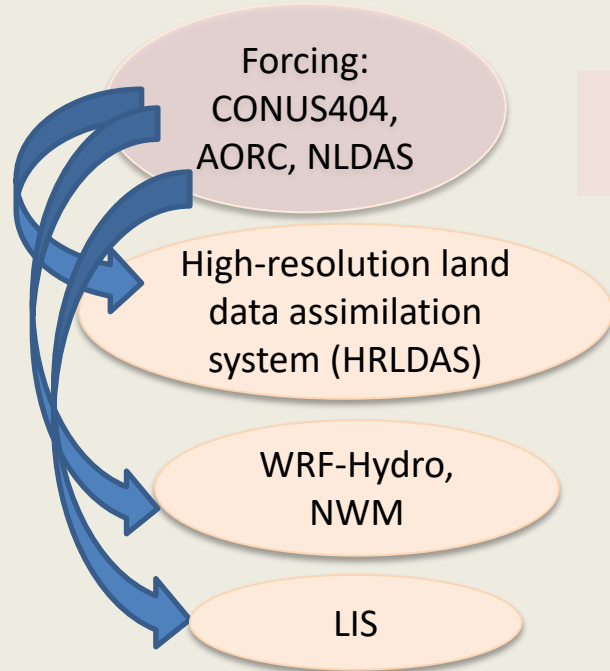 Forcing:
CONUS404,
AORC, NLDAS
High-resolution land
data assimilation
system (HRLDAS)
WRF-Hydro,
NWM
LIS